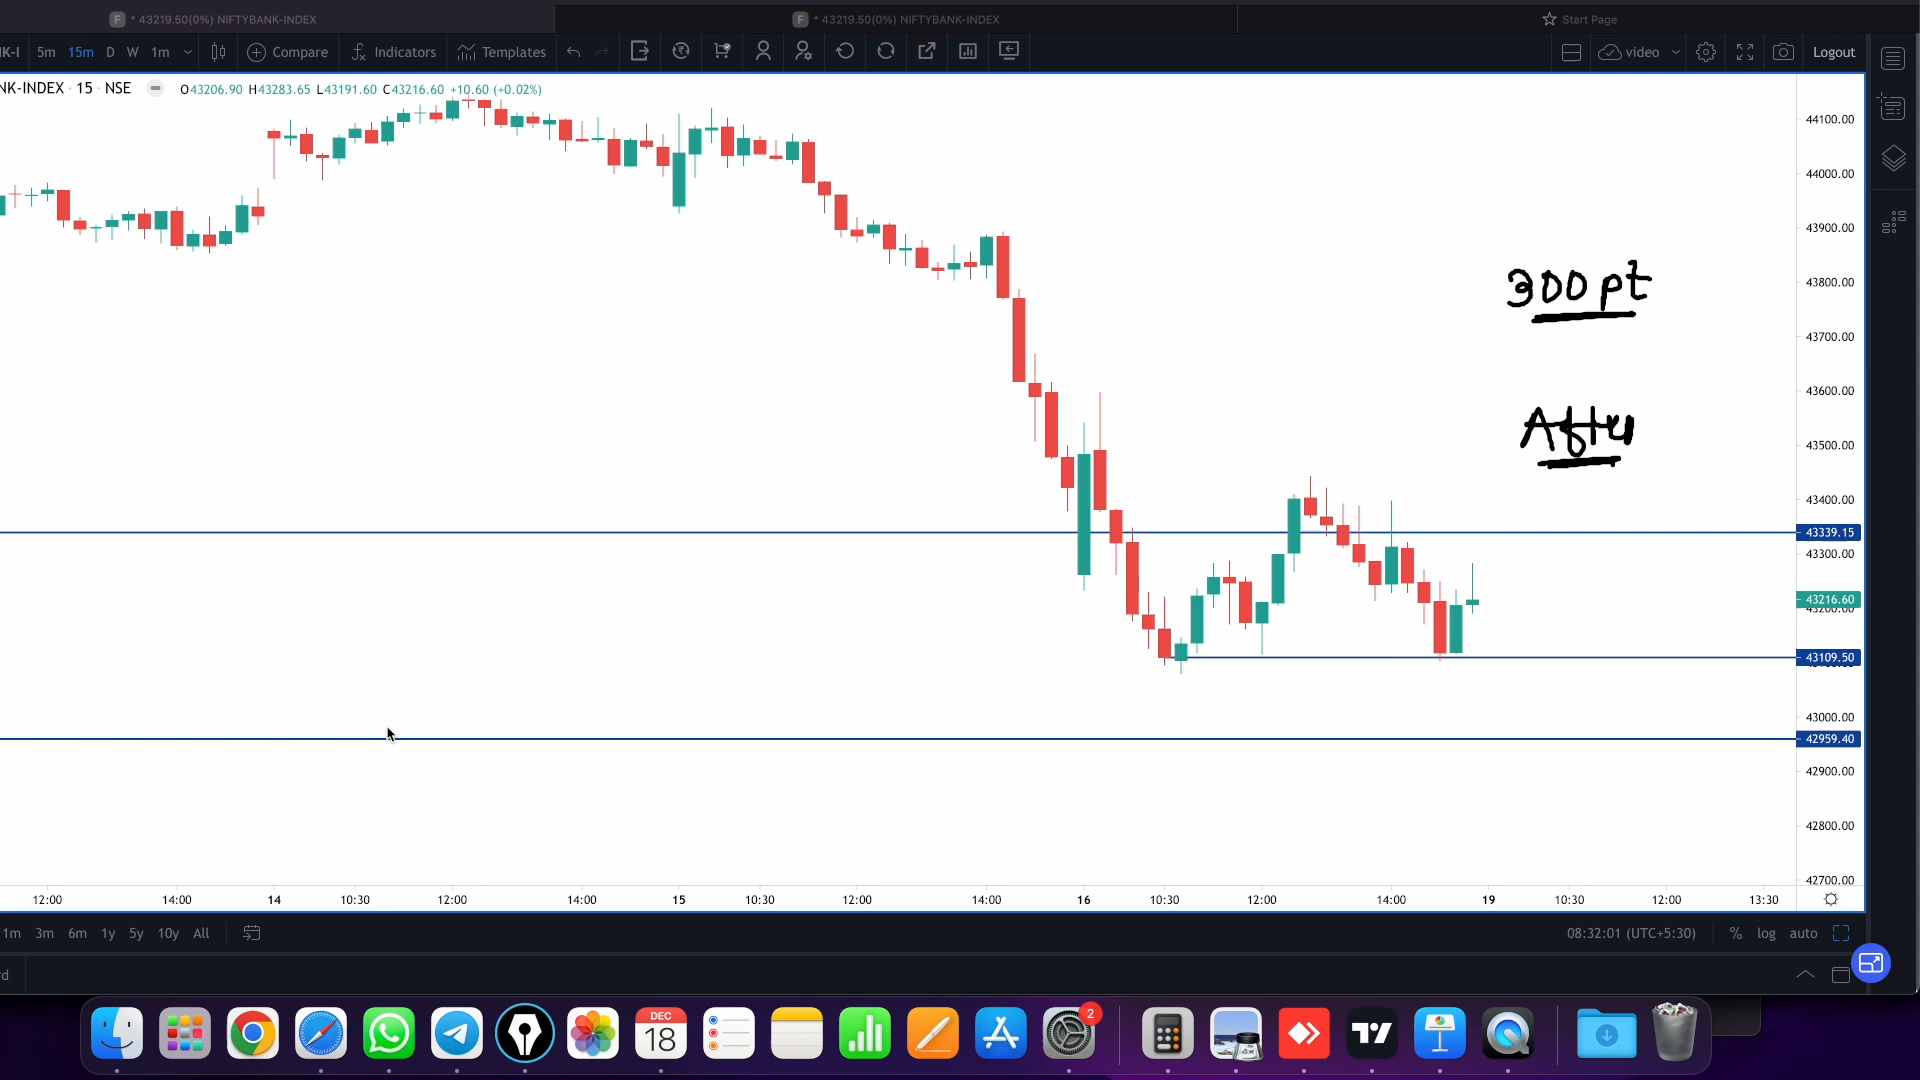 F * 43219.50(0%) NIFTYBANK-INDEX
F * 43219.50(0%) NIFTYBANK-INDEX
Start Page
NK-I 5m 15m D W 1m Compare Indicators Templates video Logout
NK-INDEX · 15 · NSE O43206.90 H43283.65 L43191.60 C43216.60 +10.60 (+0.02%)
44100.00
44000.00
43900.00
43800.00
43700.00
43600.00
43500.00
43400.00
43339.15
43300.00
43216.60
43200.00
43109.50
43000.00
42959.40
42900.00
42800.00
42700.00
300 pt
After
12:00 14:00 14 10:30 12:00 14:00 15 10:30 12:00 14:00 16 10:30 12:00 14:00 19 10:30 12:00 13:30
1m 3m 6m 1y 5y 10y All 08:32:01 (UTC+5:30) % log auto
rd
DEC
18
2